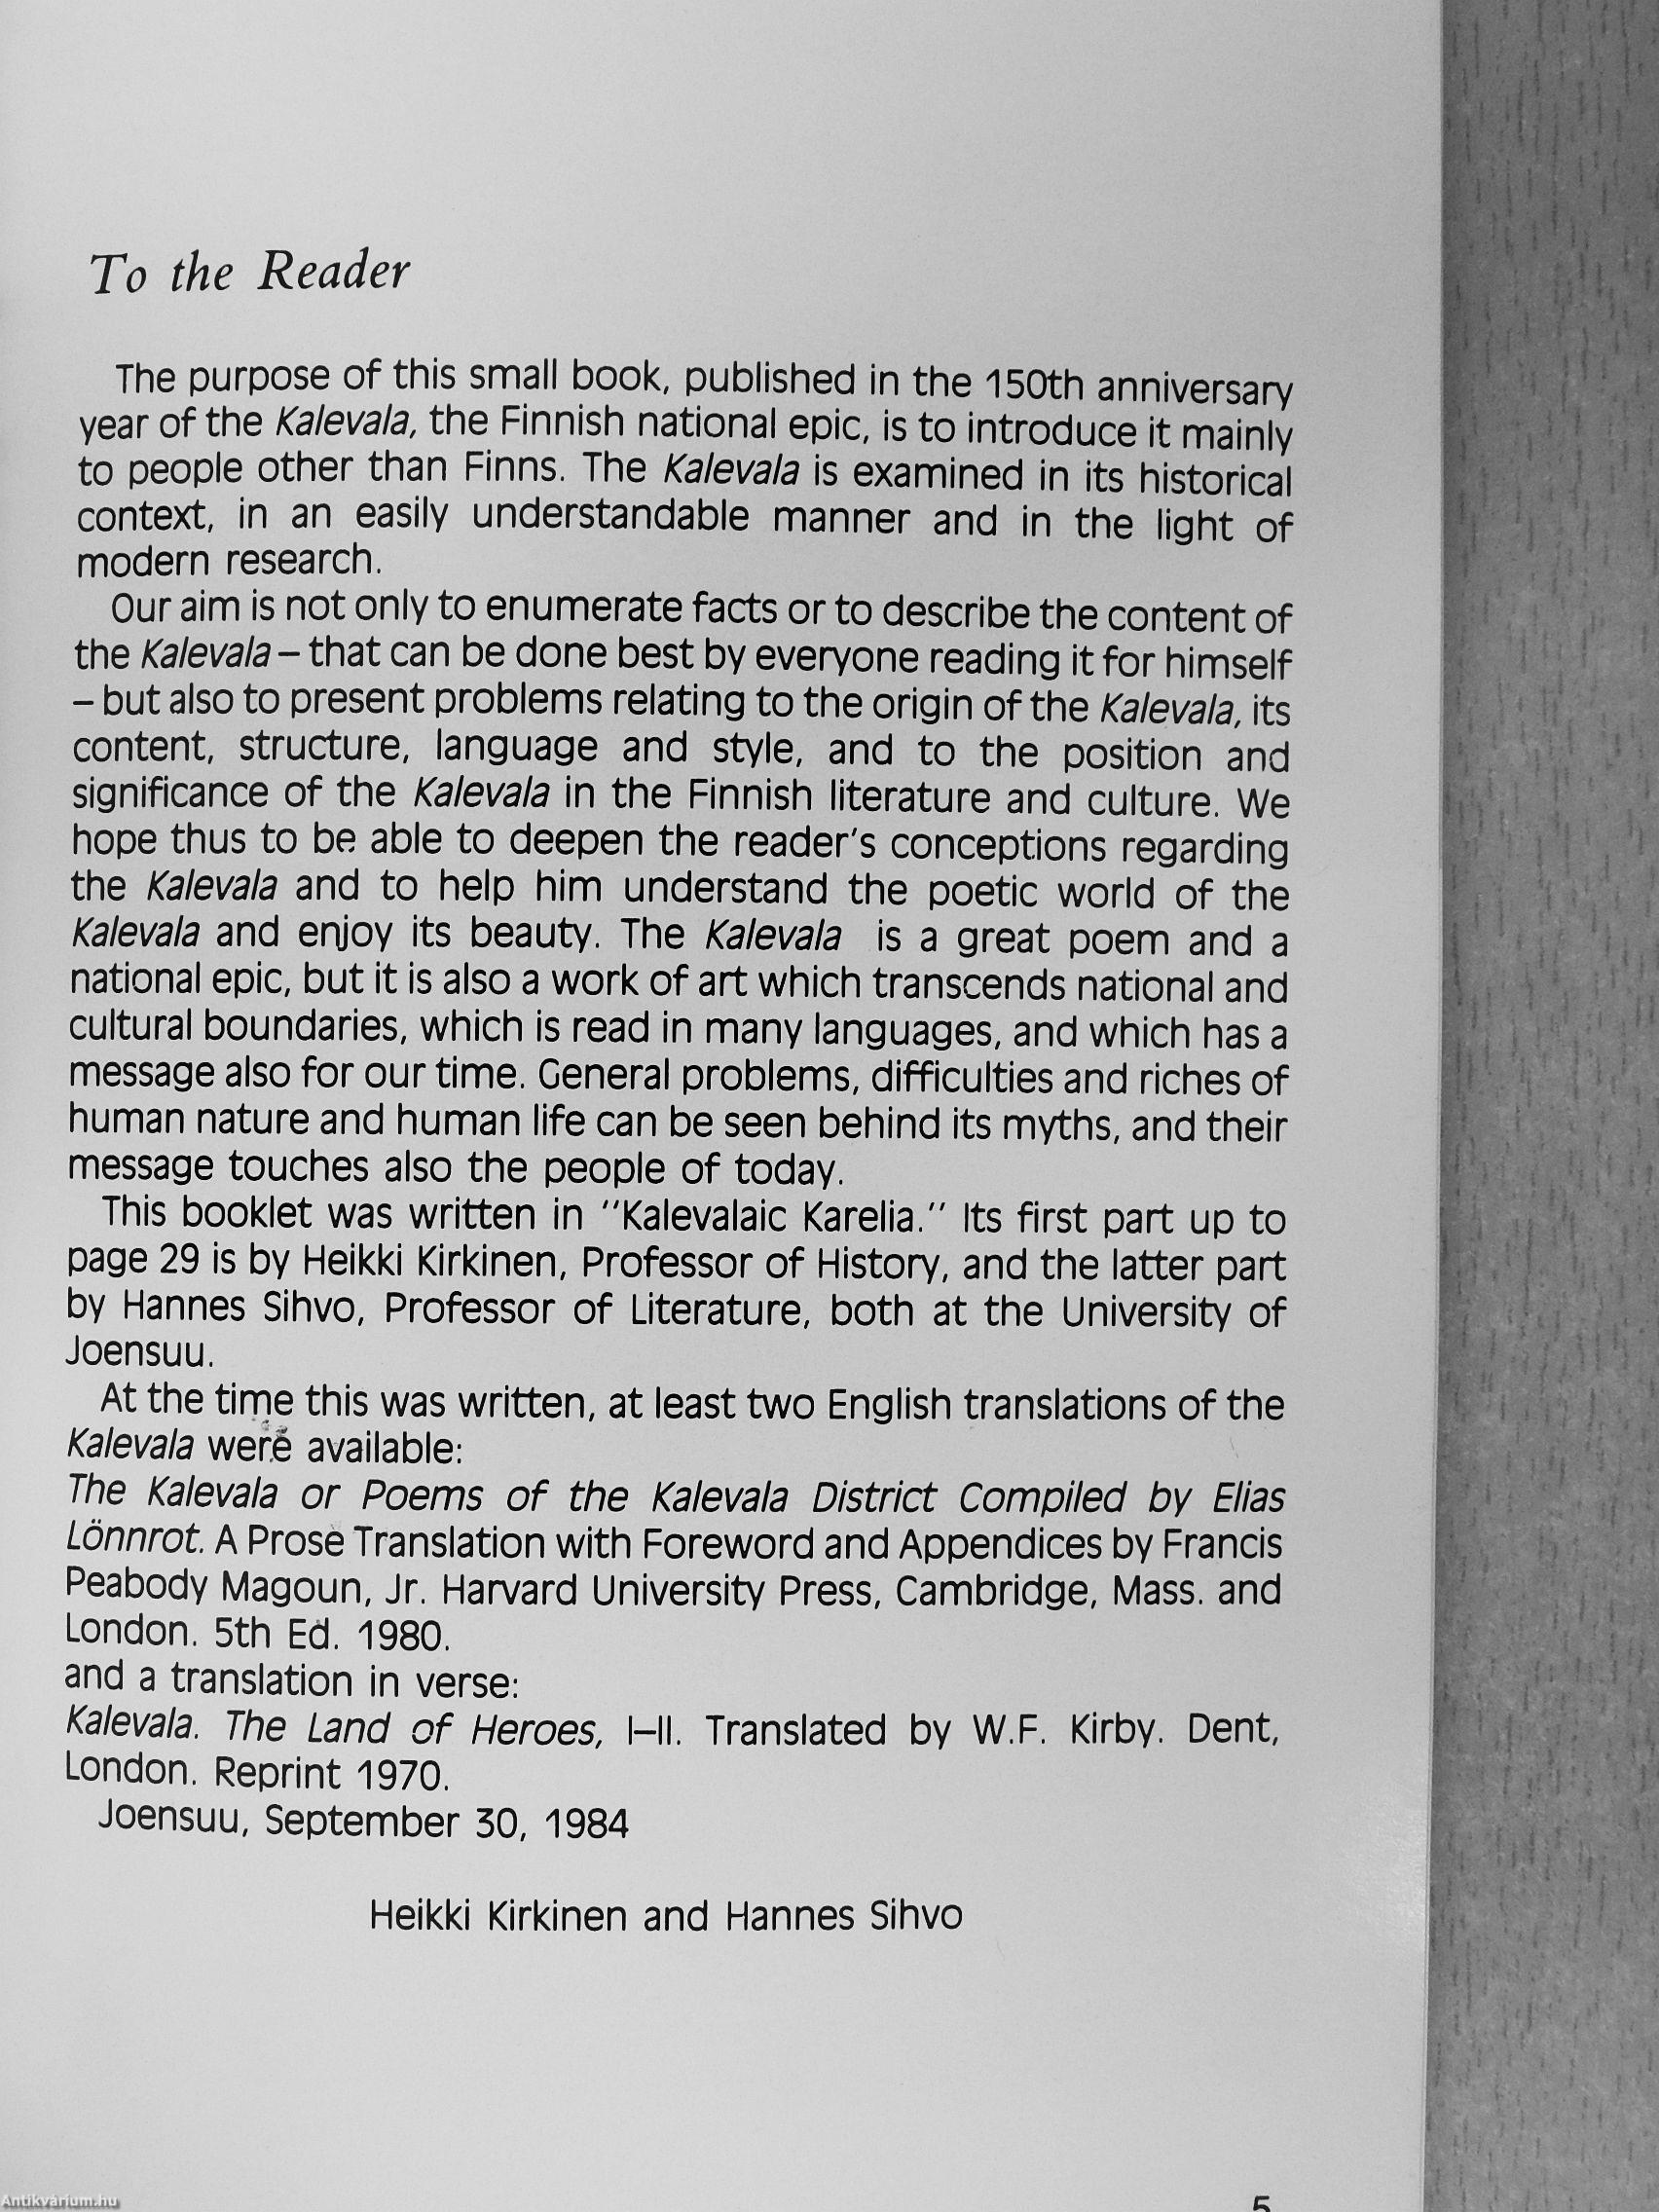 To the Reader
The purpose of this small book, published in the 150th anniversary
year of the Kalevala, the Finnish national epic, is to introduce it mainly
to people other than Finns. The Kalevala is examined in its historical
context, in an easily understandable manner and in the light of
modern research.
Our aim is not only to enumerate facts or to describe the content of
the Kalevala – that can be done best by everyone reading it for himself
– but also to present problems relating to the origin of the Kalevala, its
content, structure, language and style, and to the position and
significance of the Kalevala in the Finnish literature and culture. We
hope thus to be able to deepen the reader's conceptions regarding
the Kalevala and to help him understand the poetic world of the
Kalevala and enjoy its beauty. The Kalevala is a great poem and a
national epic, but it is also a work of art which transcends national and
cultural boundaries, which is read in many languages, and which has a
message also for our time. General problems, difficulties and riches of
human nature and human life can be seen behind its myths, and their
message touches also the people of today.
This booklet was written in ''Kalevalaic Karelia.'' Its first part up to
page 29 is by Heikki Kirkinen, Professor of History, and the latter part
by Hannes Sihvo, Professor of Literature, both at the University of
Joensuu.
At the time this was written, at least two English translations of the
Kalevala were available:
The Kalevala or Poems of the Kalevala District Compiled by Elias
Lönnrot. A Prose Translation with Foreword and Appendices by Francis
Peabody Magoun, Jr. Harvard University Press, Cambridge, Mass. and
London. 5th Ed. 1980.
and a translation in verse:
Kalevala. The Land of Heroes, I–II. Translated by W.F. Kirby. Dent,
London. Reprint 1970.
Joensuu, September 30, 1984
Heikki Kirkinen and Hannes Sihvo
5
Antikvárium.hu